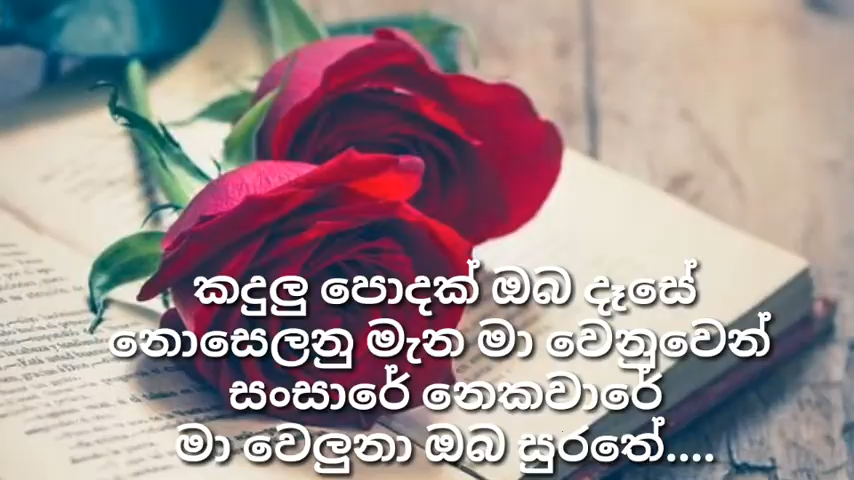 කදුලු පොදක් ඔබ දෑසේ
නොසෙලනු මැන මා වෙනුවෙන්
සංසාරේ නෙකවාරේ
මා වෙලුනා ඔබ සුරතේ....